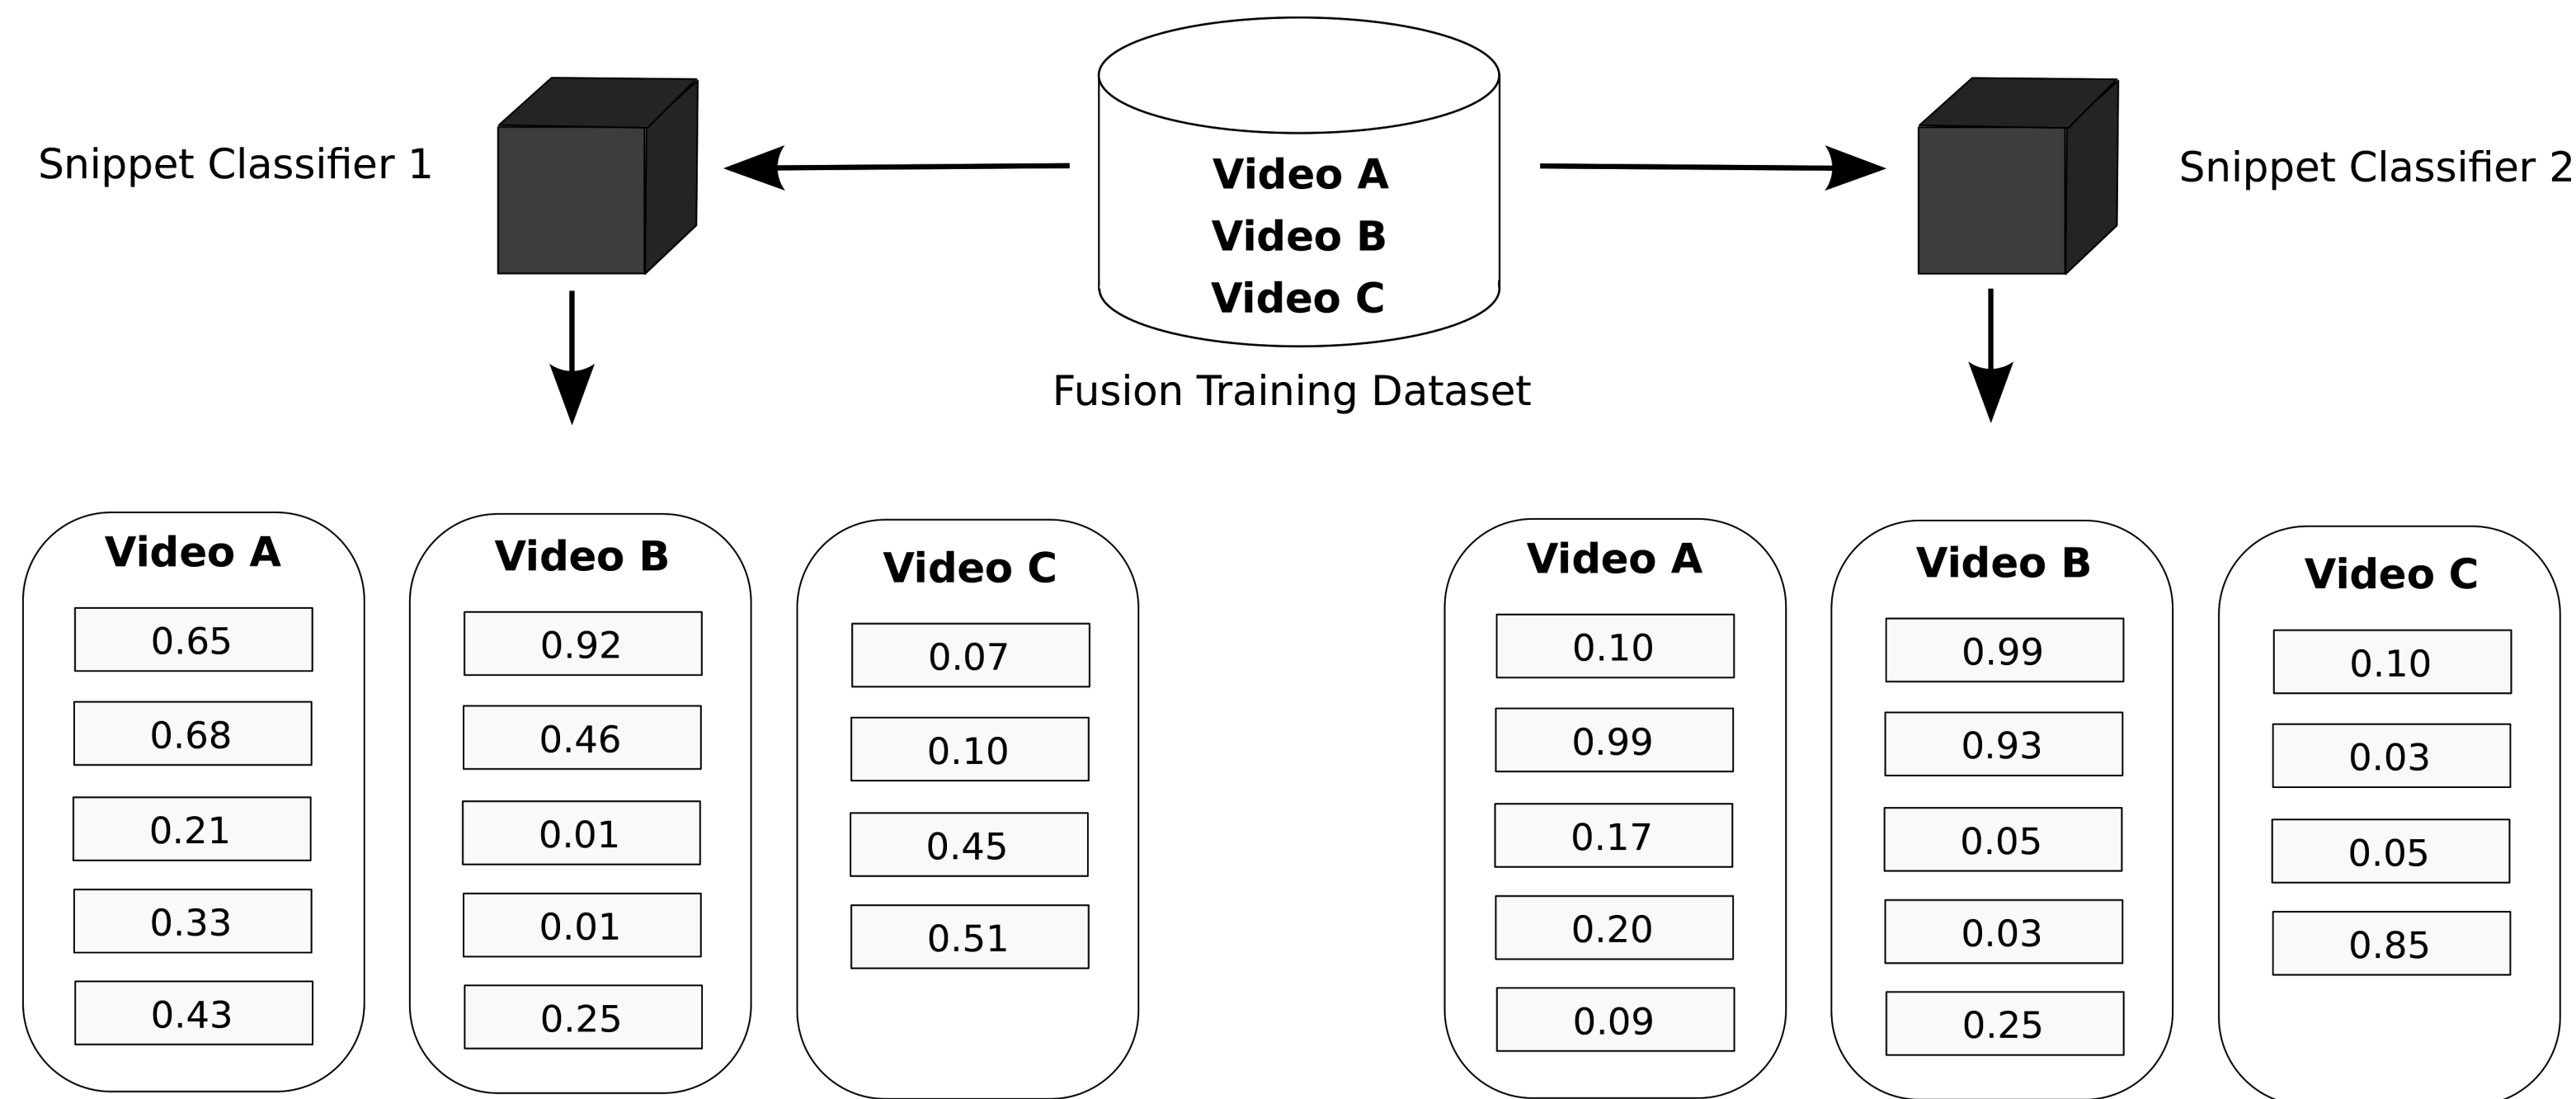 Snippet Classifier 1
Video A
Video B
Video C
Fusion Training Dataset
Snippet Classifier 2
Video A
0.65
0.68
0.21
0.33
0.43
Video B
0.92
0.46
0.01
0.01
0.25
Video C
0.07
0.10
0.45
0.51
Video A
0.10
0.99
0.17
0.20
0.09
Video B
0.99
0.93
0.05
0.03
0.25
Video C
0.10
0.03
0.05
0.85